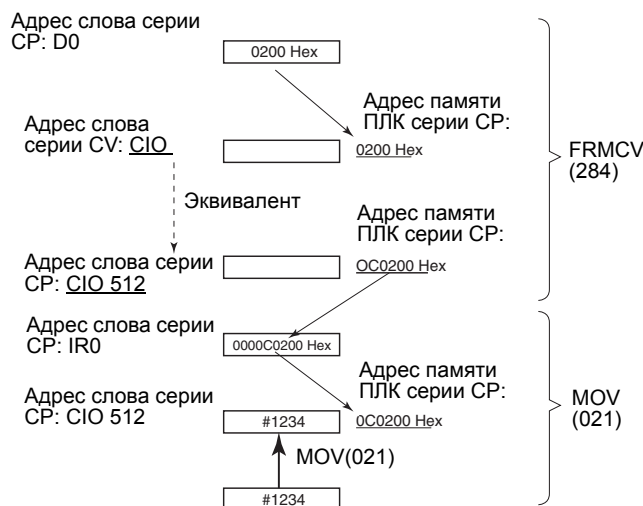 Адрес слова серии
CP: D0
0200 Hex
Адрес памяти
ПЛК серии CP:
0200 Hex
Адрес слова
серии CV: CIO
FRMCV
(284)
Эквивалент
Адрес памяти
ПЛК серии CP:
Адрес слова серии
CP: CIO 512
OC0200 Hex
Адрес слова серии
CP: IR0
0000C0200 Hex
Адрес памяти
ПЛК серии CP:
0C0200 Hex
Адрес слова серии
CP: CIO 512
#1234
MOV
(021)
MOV(021)
#1234